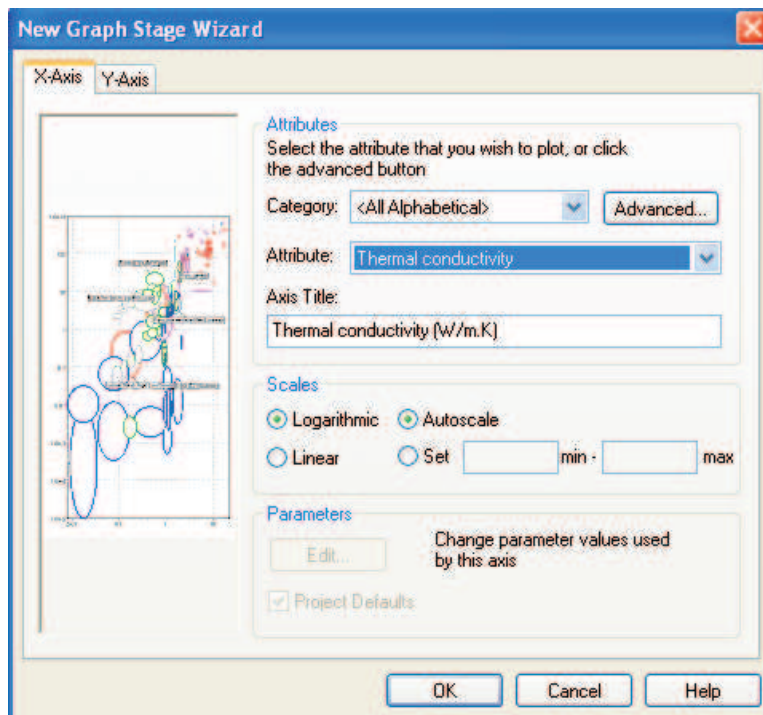 New Graph Stage Wizard
X-Axis Y-Axis
Attributes
Select the attribute that you wish to plot, or click
the advanced button
Category: <All Alphabetical> Advanced...
Attribute: Thermal conductivity
Axis Title:
Thermal conductivity (W/m.K)
Scales
Logarithmic Autoscale
Linear Set min - max
Parameters
Edit... Change parameter values used
by this axis
Project Defaults
OK Cancel Help